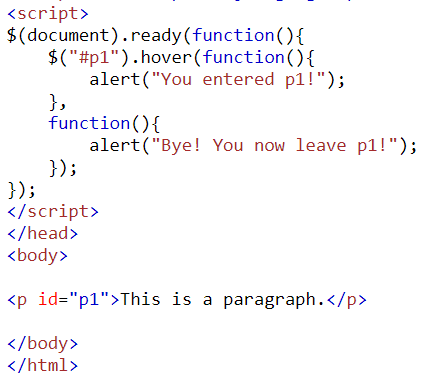 <script>
$(document).ready(function(){
    $("#p1").hover(function(){
        alert("You entered p1!");
    },
    function(){
        alert("Bye! You now leave p1!");
    });
});
</script>
</head>
<body>
<p id="p1">This is a paragraph.</p>
</body>
</html>